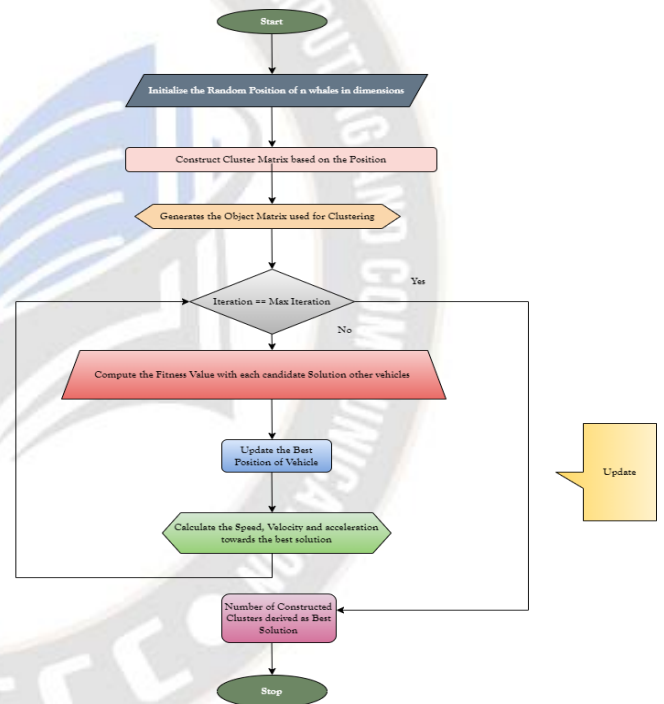 Start
Initialize the Random Position of n whales in dimensions
Construct Cluster Matrix based on the Position
Generates the Object Matrix used for Clustering
Yes
Iteration == Max Iteration
No
Compute the Fitness Value with each candidate Solution other vehicles
Update the Best
Position of Vehicle
Update
Calculate the Speed, Velocity and acceleration
towards the best solution
Number of Constructed
Clusters derived as Best
Solution
Stop